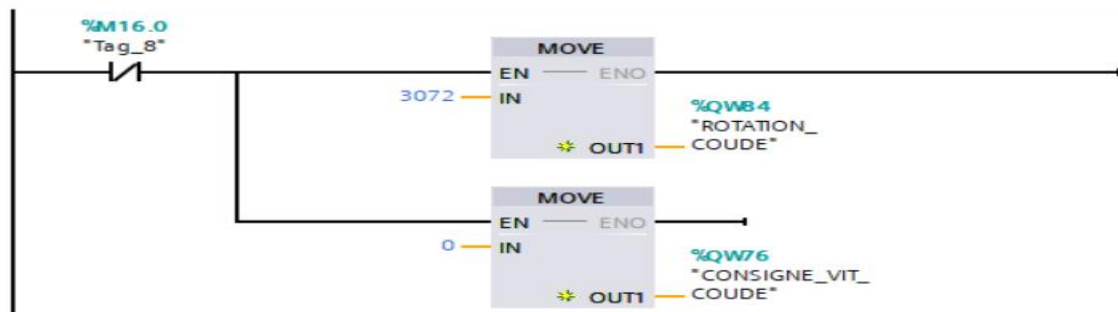 %M16.0
"Tag_8"
MOVE
EN ENO
3072 IN
%QW84
"ROTATION_
OUT1 COUDE"
MOVE
EN ENO
0 IN
%QW76
"CONSIGNE_VIT_
OUT1 COUDE"